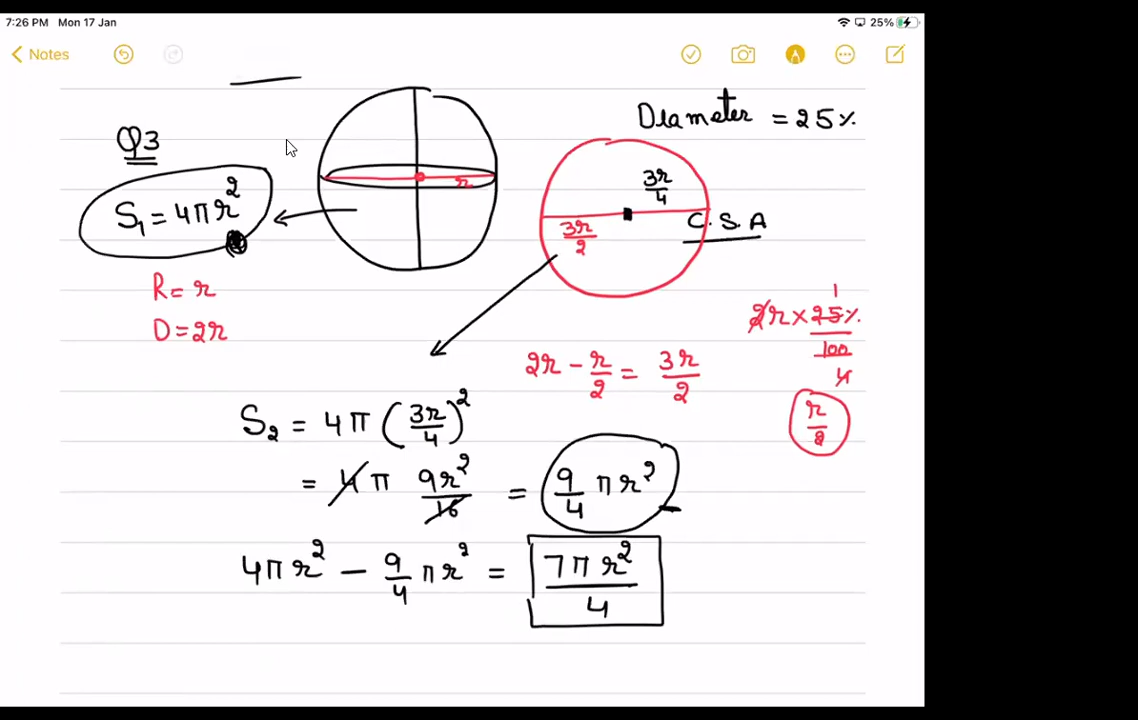 7:26 PM Mon 17 Jan
25%
Notes
Diameter = 25%
Q3
S₁ = 4πr²
r
3r/4
3r/2
C.S.A
R = r
D = 2r
2r × 25%/100
1
4
r/2
2r - r/2 = 3r/2
S₂ = 4π (3r/4)²
= 4π 9r²/16 = 9/4 πr²
4πr² - 9/4 πr² = 7πr²/4